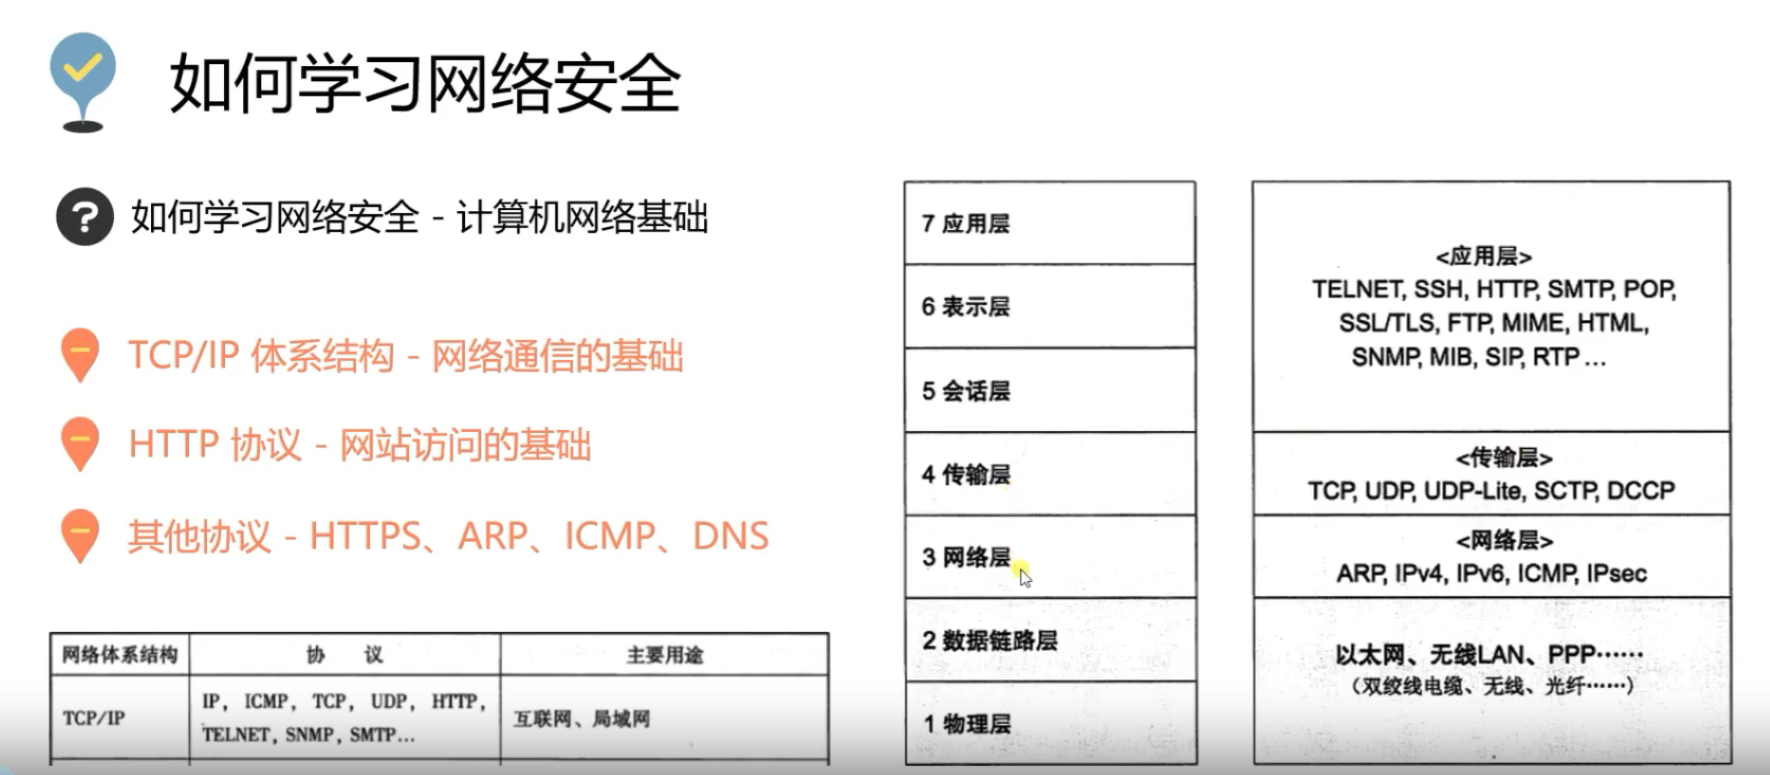 如何学习网络安全
如何学习网络安全 - 计算机网络基础
TCP/IP 体系结构 - 网络通信的基础
HTTP 协议 - 网站访问的基础
其他协议 - HTTPS、ARP、ICMP、DNS
网络体系结构 协 议 主要用途
TCP/IP
IP, ICMP, TCP, UDP, HTTP,
TELNET, SNMP, SMTP...
互联网、局域网
7 应用层
6 表示层
5 会话层
4 传输层
3 网络层
2 数据链路层
1 物理层
<应用层>
TELNET, SSH, HTTP, SMTP, POP,
SSL/TLS, FTP, MIME, HTML,
SNMP, MIB, SIP, RTP ...
<传输层>
TCP, UDP, UDP-Lite, SCTP, DCCP
<网络层>
ARP, IPv4, IPv6, ICMP, IPsec
以太网、无线LAN、PPP······
（双绞线电缆、无线、光纤······）